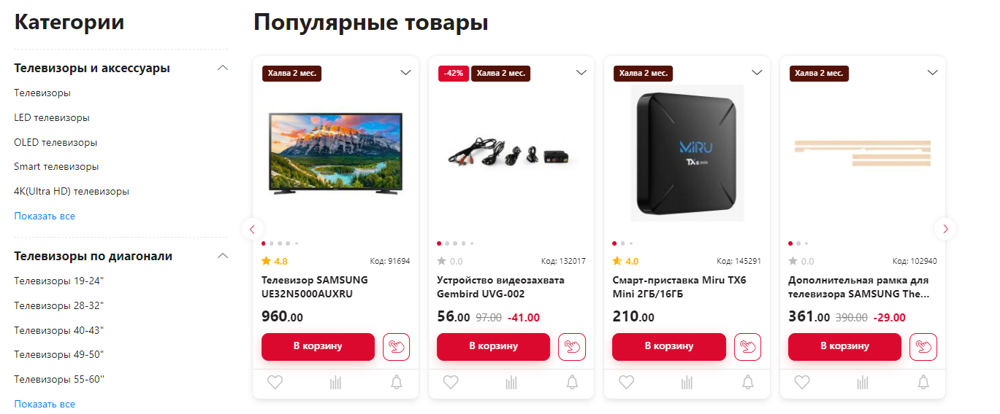 Категории
Телевизоры и аксессуары
Телевизоры
LED телевизоры
OLED телевизоры
Smart телевизоры
4K(Ultra HD) телевизоры
Показать все
Телевизоры по диагонали
Телевизоры 19-24"
Телевизоры 28-32"
Телевизоры 40-43"
Телевизоры 49-50"
Телевизоры 55-60''
Показать все
Популярные товары
Халва 2 мес.
4.8 Код: 91694
Телевизор SAMSUNG
UE32N5000AUXRU
960.00
В корзину
-42% Халва 2 мес.
0.0 Код: 132017
Устройство видеозахвата
Gembird UVG-002
56.00 97.00 -41.00
В корзину
Халва 2 мес.
MiRU
TX6 mini
4.0 Код: 145291
Смарт-приставка Miru TX6
Mini 2ГБ/16ГБ
210.00
В корзину
Халва 2 мес.
0.0 Код: 102940
Дополнительная рамка для
телевизора SAMSUNG The...
361.00 390.00 -29.00
В корзину